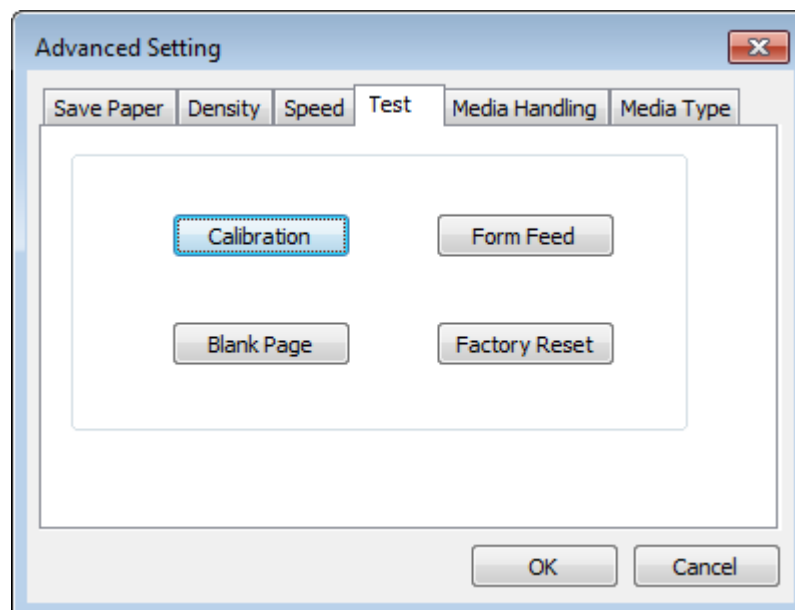 Advanced Setting
Save Paper Density Speed Test Media Handling Media Type
Calibration Form Feed
Blank Page Factory Reset
OK Cancel